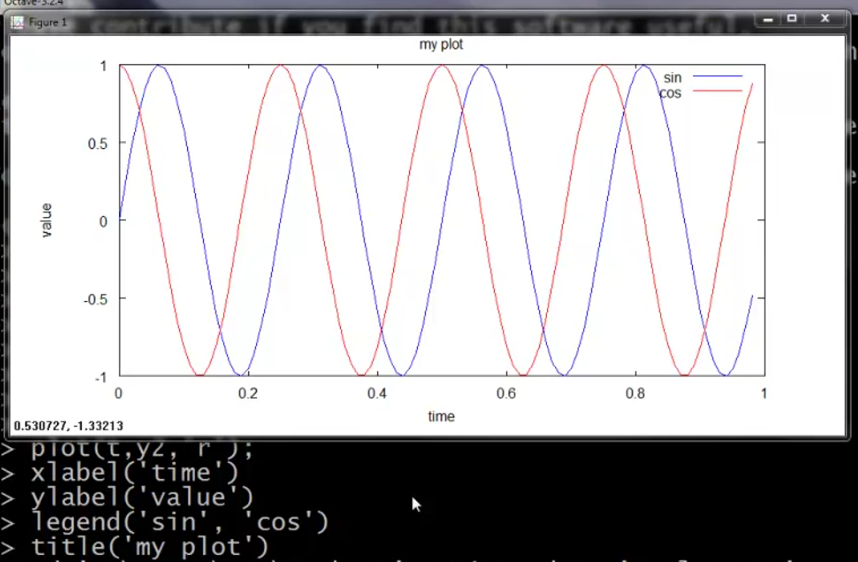 Octave-3.2.4
contribute if you find this software useful.
Figure 1
my plot
sin
cos
1
0.5
0
-0.5
-1
value
0
0.2
0.4
0.6
0.8
1
time
0.530727, -1.33213
> plot(t,y2,'r');
> xlabel('time')
> ylabel('value')
> legend('sin', 'cos')
> title('my plot')